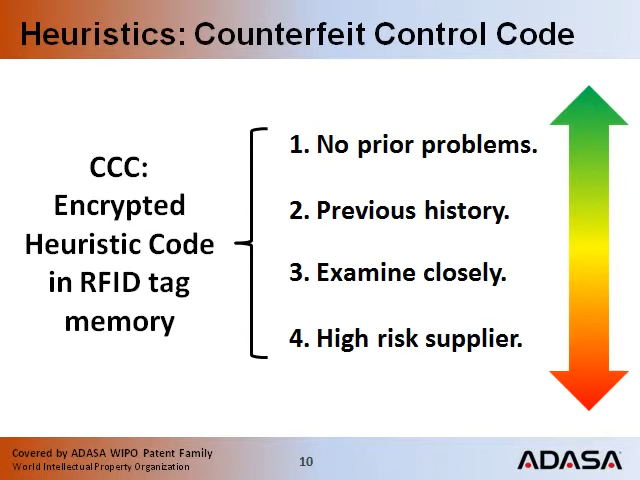 Heuristics: Counterfeit Control Code
CCC:
Encrypted
Heuristic Code
in RFID tag
memory
1. No prior problems.
2. Previous history.
3. Examine closely.
4. High risk supplier.
Covered by ADASA WIPO Patent Family
World Intellectual Property Organization
10
ADASA